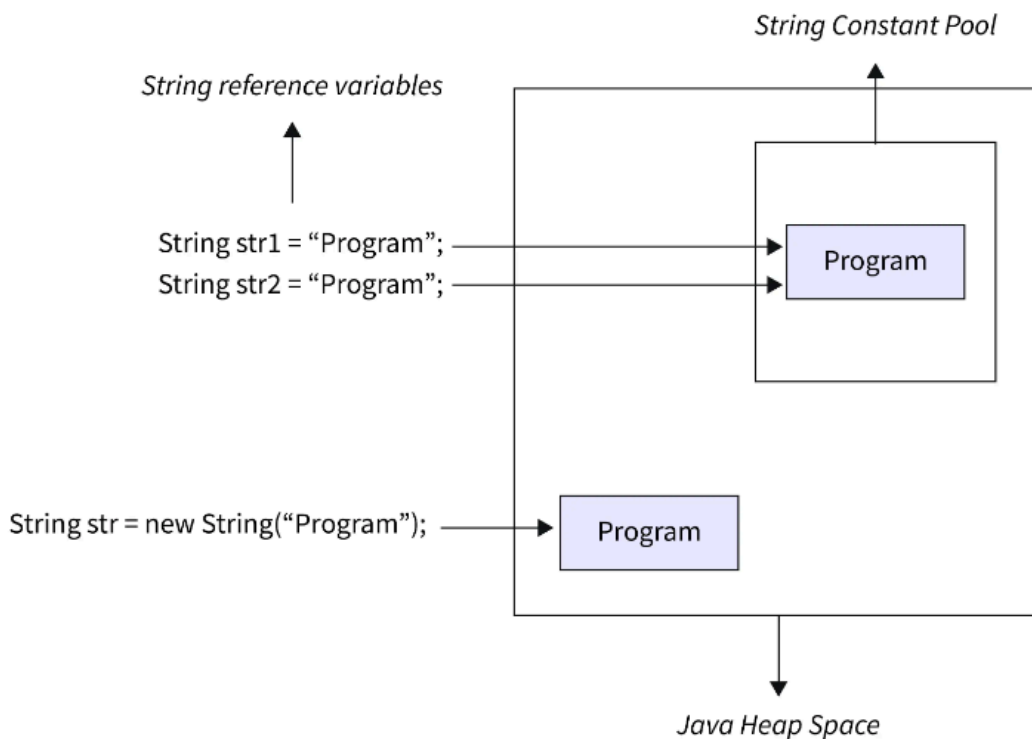 String Constant Pool
String reference variables
String str1 = “Program”;
Program
String str2 = “Program”;
String str = new String(“Program”);
Program
Java Heap Space